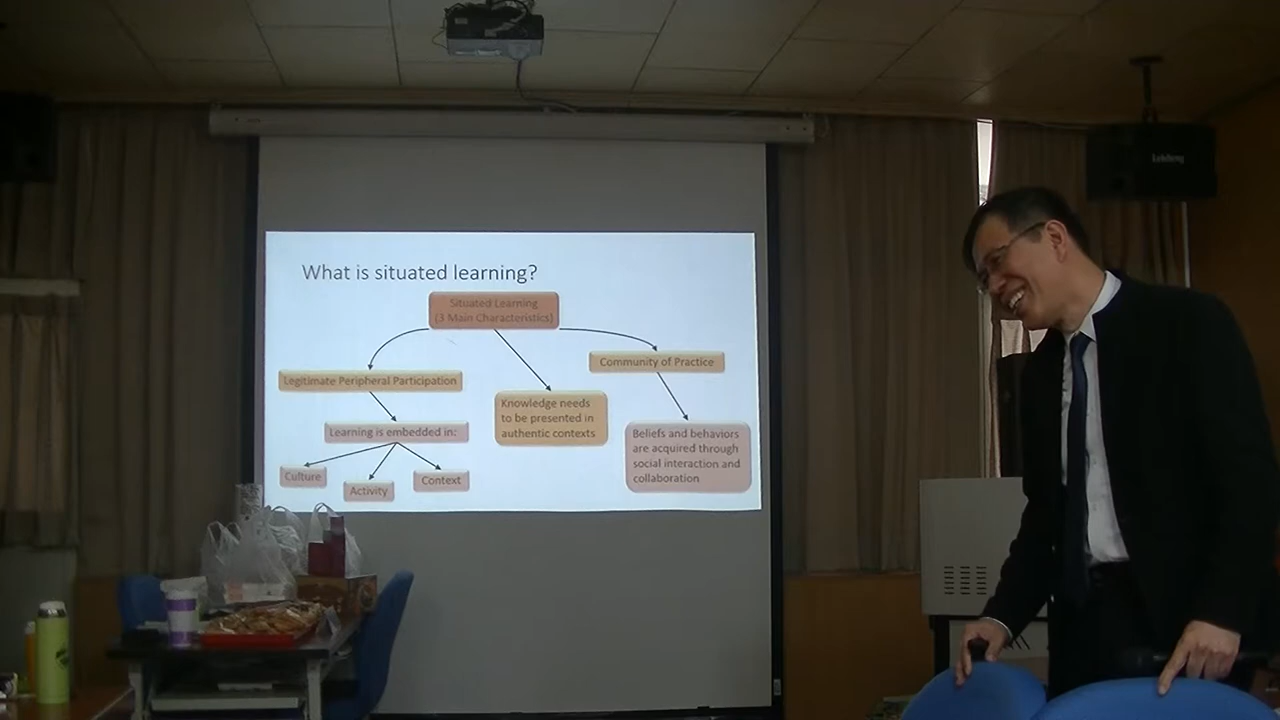 What is situated learning?
Situated Learning
(3 Main Characteristics)
Legitimate Peripheral Participation
Learning is embedded in:
Culture
Activity
Context
Knowledge needs
to be presented in
authentic contexts
Community of Practice
Beliefs and behaviors
are acquired through
social interaction and
collaboration